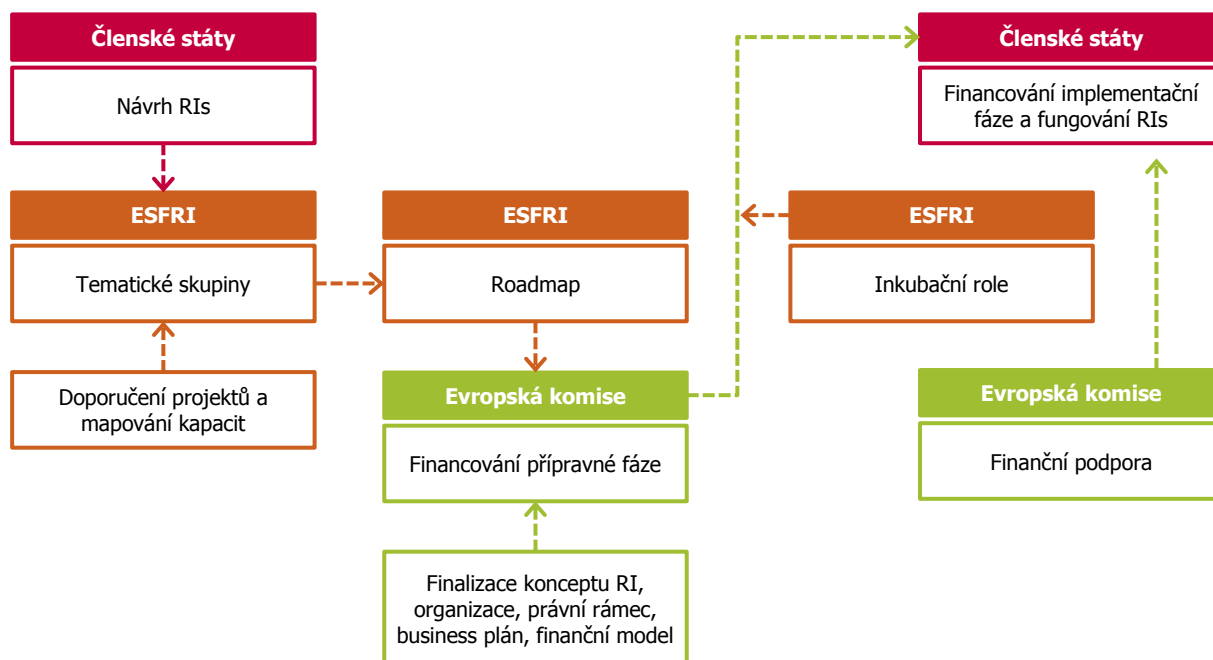 Členské státy
Návrh RIs
ESFRI
Tematické skupiny
Doporučení projektů a
mapování kapacit
ESFRI
Roadmap
Evropská komise
Financování přípravné fáze
Finalizace konceptu RI,
organizace, právní rámec,
business plán, finanční model
ESFRI
Inkubační role
Členské státy
Financování implementační
fáze a fungování RIs
Evropská komise
Finanční podpora